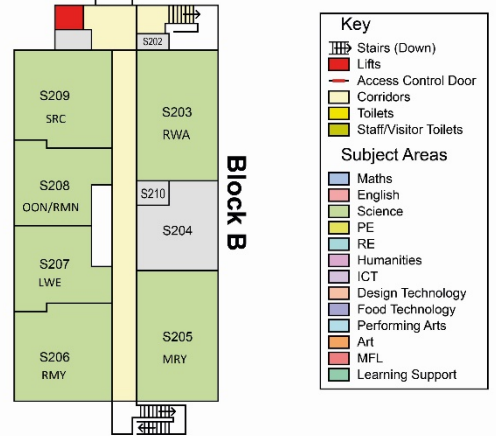 S202
S209
SRC
S203
RWA
S208
OON/RMN
S210
S204
S207
LWE
S206
RMY
S205
MRY
Block B
Key
Stairs (Down)
Lifts
Access Control Door
Corridors
Toilets
Staff/Visitor Toilets
Subject Areas
Maths
English
Science
PE
RE
Humanities
ICT
Design Technology
Food Technology
Performing Arts
Art
MFL
Learning Support